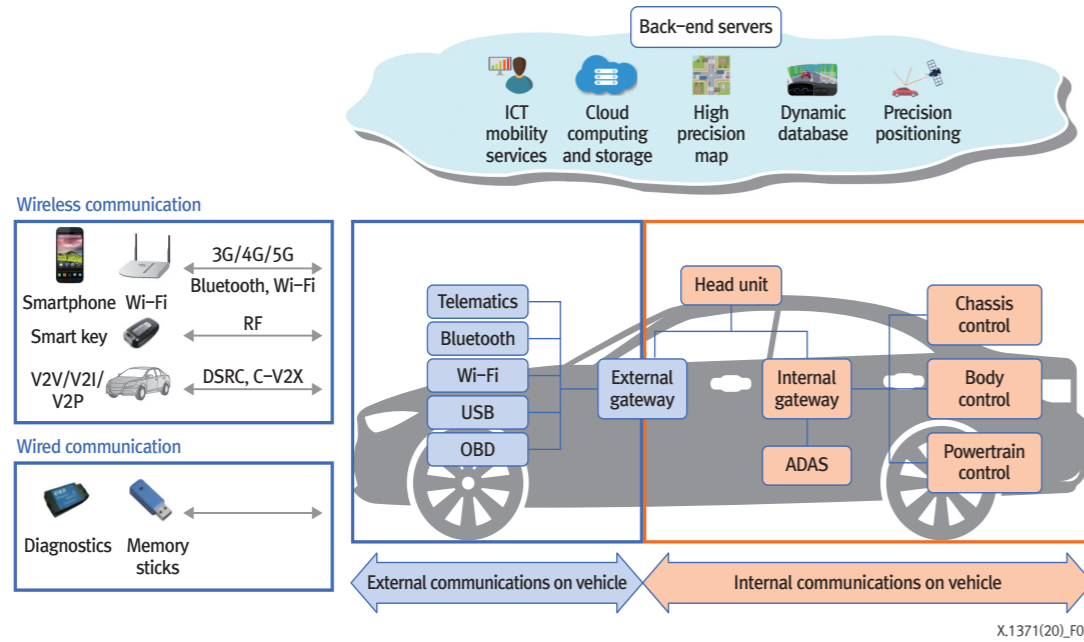 Back-end servers
ICT
mobility
services
Cloud
computing
and storage
High
precision
map
Dynamic
database
Precision
positioning
Wireless communication
Smartphone
Wi-Fi
3G/4G/5G
Bluetooth, Wi-Fi
Smart key
RF
V2V/V2I/
V2P
DSRC, C-V2X
Wired communication
Diagnostics
Memory
sticks
Telematics
Bluetooth
Wi-Fi
USB
OBD
External
gateway
Head unit
Internal
gateway
ADAS
Chassis
control
Body
control
Powertrain
control
External communications on vehicle
Internal communications on vehicle
X.1371(20)_F0